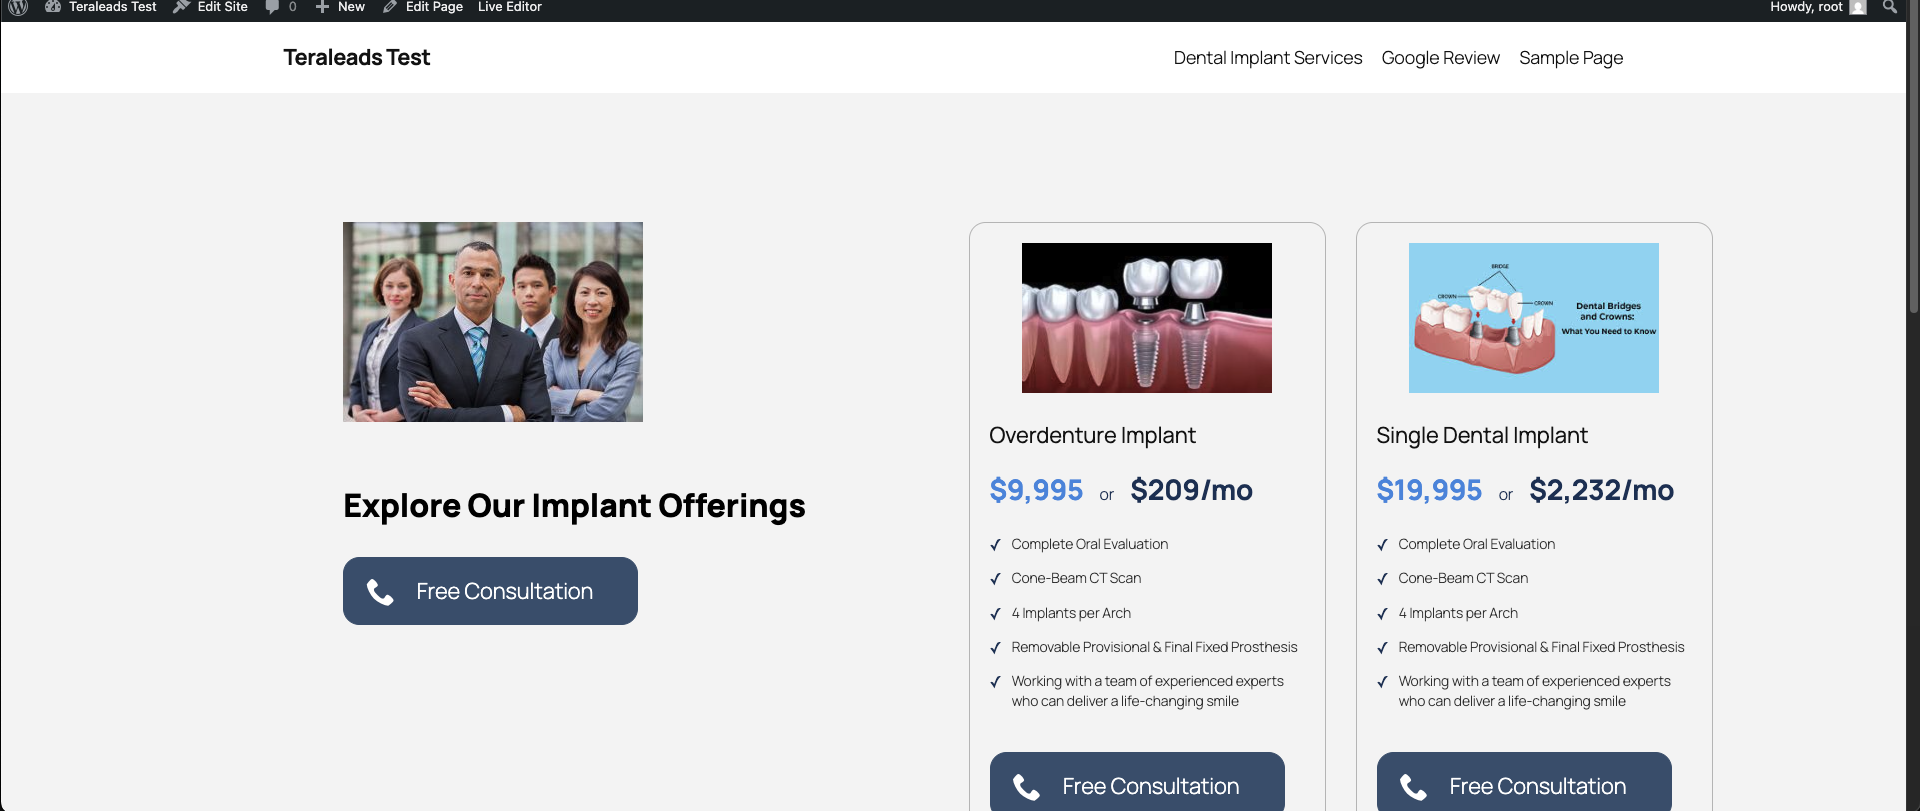 Teraleads Test
Edit Site
0
New
Edit Page
Live Editor
Howdy, root
Teraleads Test
Dental Implant Services
Google Review
Sample Page
Explore Our Implant Offerings
Free Consultation
Overdenture Implant
$9,995 or $209/mo
Complete Oral Evaluation
Cone-Beam CT Scan
4 Implants per Arch
Removable Provisional & Final Fixed Prosthesis
Working with a team of experienced experts
who can deliver a life-changing smile
Free Consultation
BRIDGE
CROWN
CROWN
Dental Bridges
and Crowns:
What You Need to Know
Single Dental Implant
$19,995 or $2,232/mo
Complete Oral Evaluation
Cone-Beam CT Scan
4 Implants per Arch
Removable Provisional & Final Fixed Prosthesis
Working with a team of experienced experts
who can deliver a life-changing smile
Free Consultation